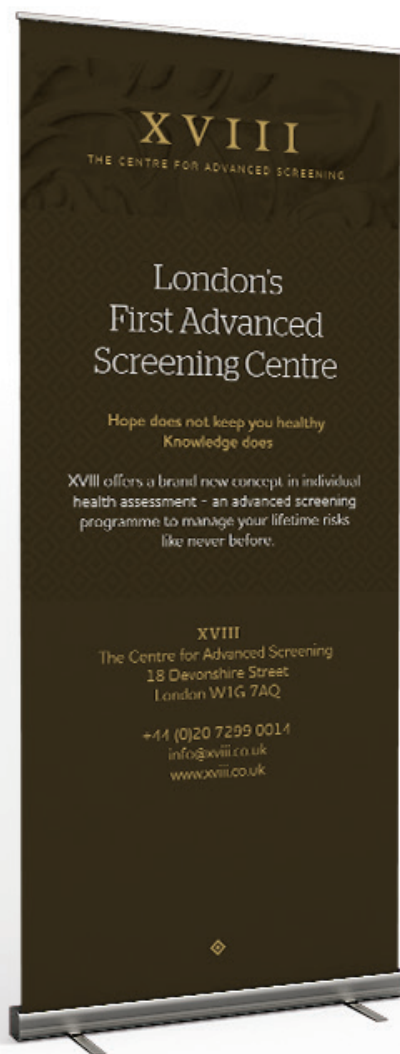 XVIII
THE CENTRE FOR ADVANCED SCREENING
London's
First Advanced
Screening Centre
Hope does not keep you healthy
Knowledge does
XVIII offers a brand new concept in individual
health assessment - an advanced screening
programme to manage your lifetime risks
like never before.
XVIII
The Centre for Advanced Screening
18 Devonshire Street
London W1G 7AQ
+44 (0)20 7299 0014
info@xviii.co.uk
www.xviii.co.uk